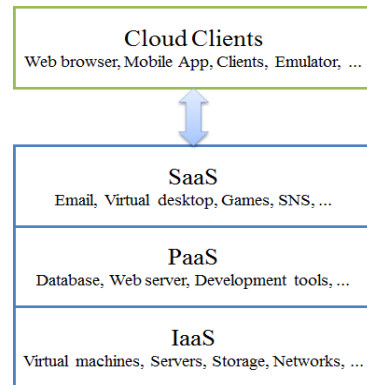 Cloud Clients
Web browser, Mobile App, Clients, Emulator, ...
SaaS
Email, Virtual desktop, Games, SNS, ...
PaaS
Database, Web server, Development tools, ...
IaaS
Virtual machines, Servers, Storage, Networks, ...